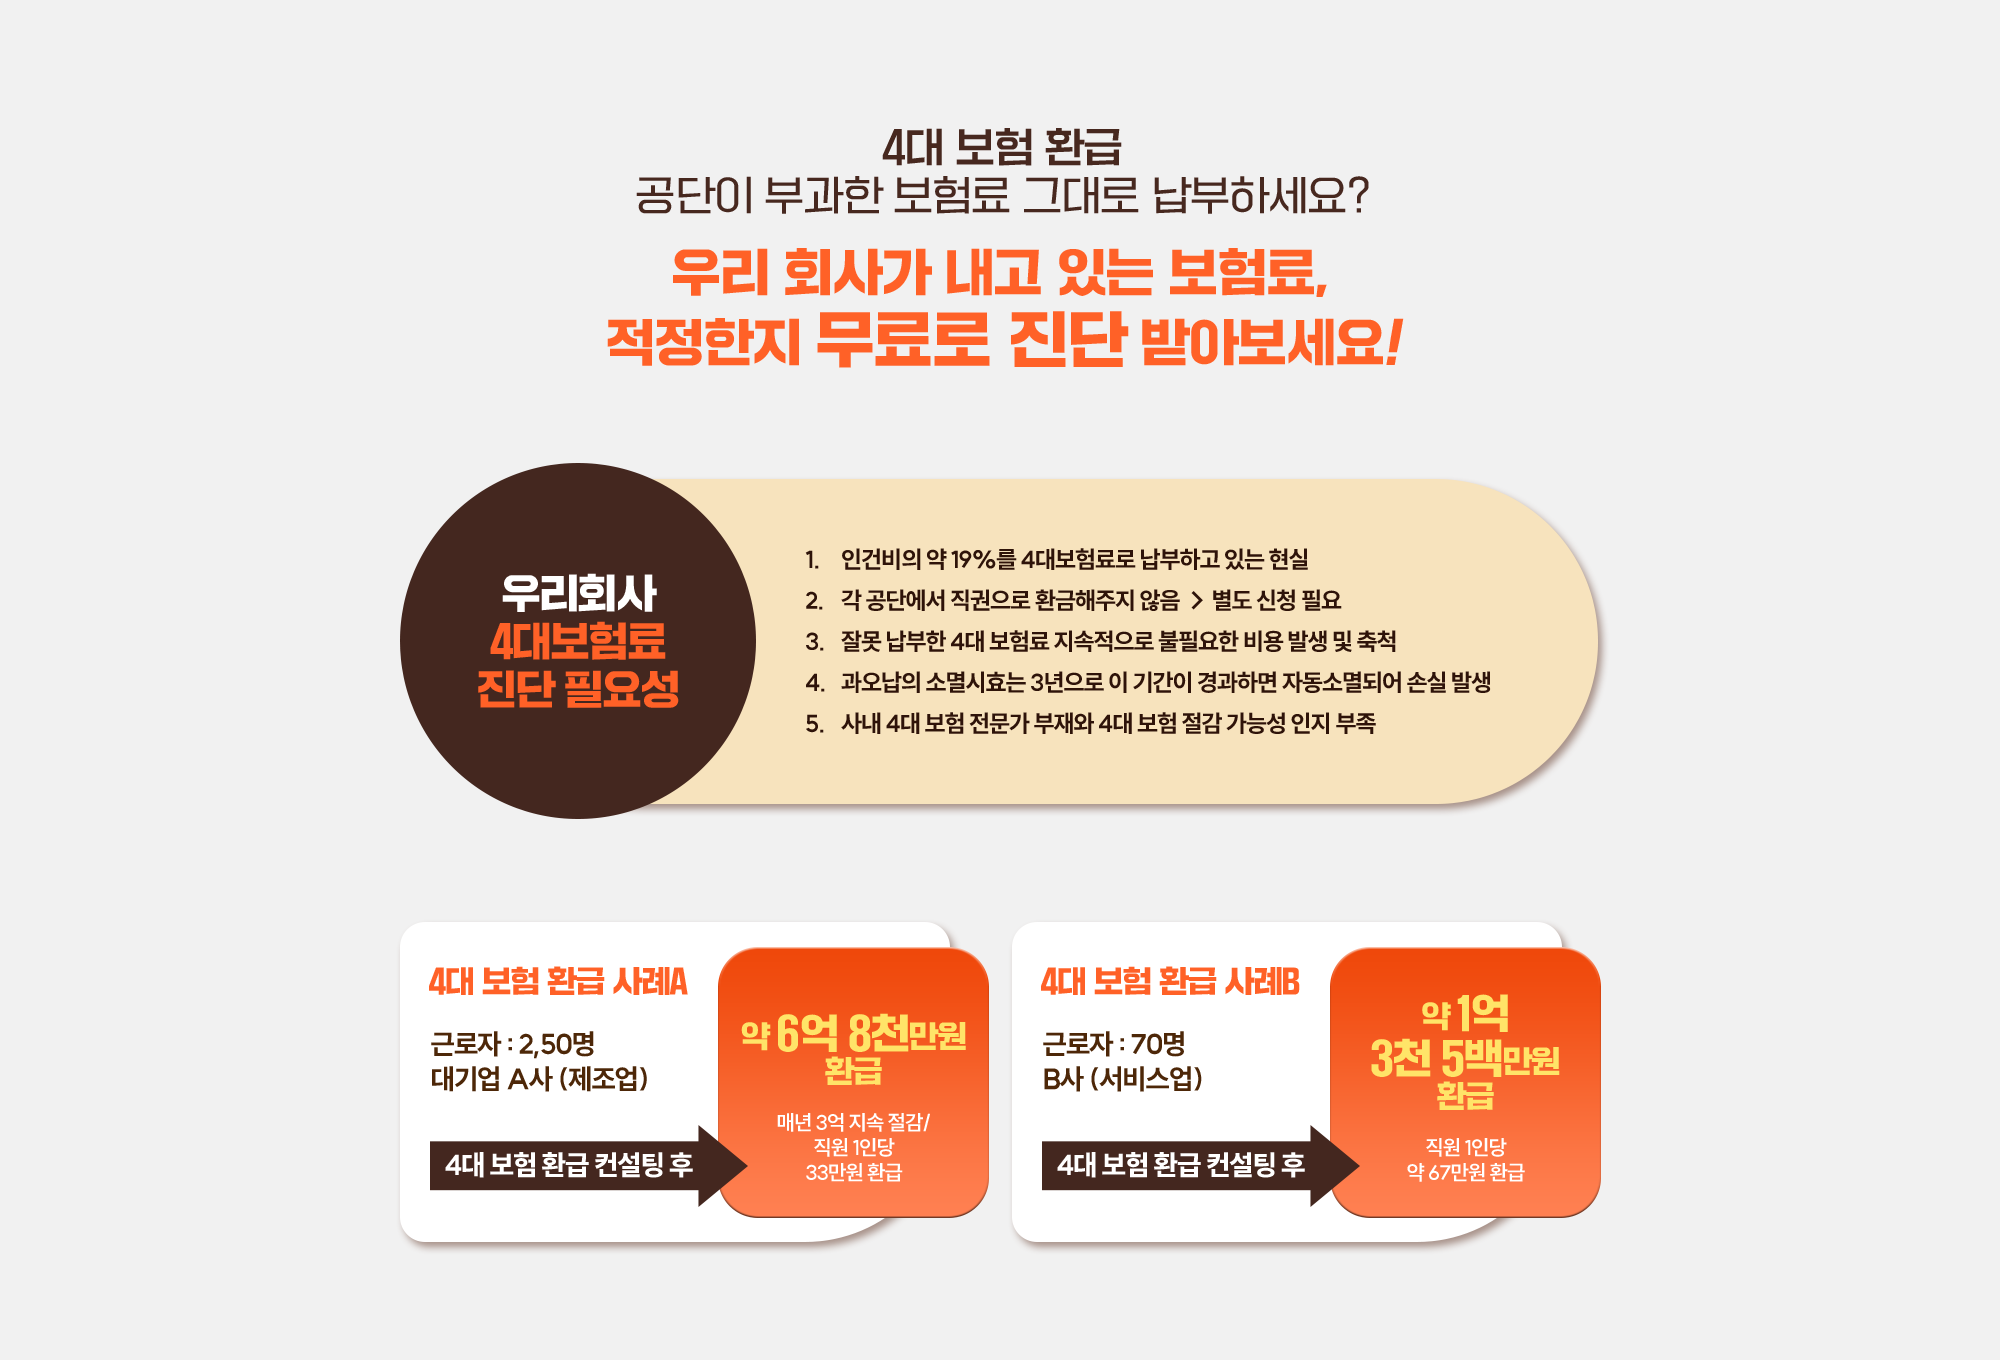 4대 보험 환급
공단이 부과한 보험료 그대로 납부하세요?
우리 회사가 내고 있는 보험료,
적정한지 무료로 진단 받아보세요!
우리회사
4대보험료
진단 필요성
1. 인건비의 약 19%를 4대보험료로 납부하고 있는 현실
2. 각 공단에서 직권으로 환금해주지 않음 > 별도 신청 필요
3. 잘못 납부한 4대 보험료 지속적으로 불필요한 비용 발생 및 축척
4. 과오납의 소멸시효는 3년으로 이 기간이 경과하면 자동소멸되어 손실 발생
5. 사내 4대 보험 전문가 부재와 4대 보험 절감 가능성 인지 부족
4대 보험 환급 사례A
근로자 : 2,50명
대기업 A사 (제조업)
4대 보험 환급 컨설팅 후
약 6억 8천만원
환급
매년 3억 지속 절감/
직원 1인당
33만원 환급
4대 보험 환급 사례B
근로자 : 70명
B사 (서비스업)
4대 보험 환급 컨설팅 후
약 1억
3천 5백만원
환급
직원 1인당
약 67만원 환급